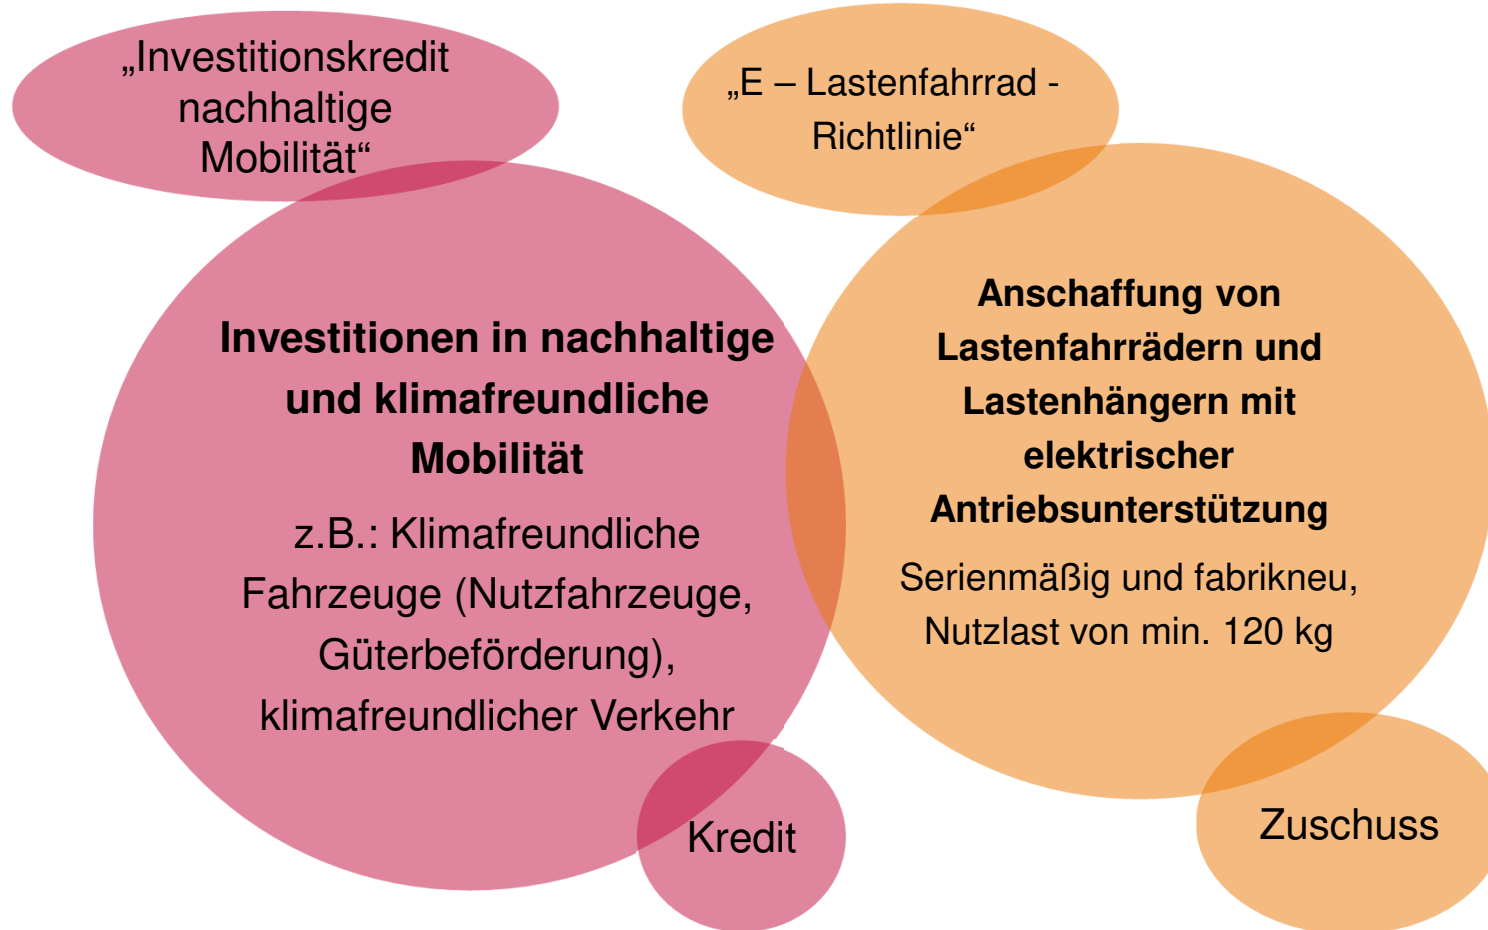 „Investitionskredit
nachhaltige
Mobilität“
„E – Lastenfahrrad -
Richtlinie“
Investitionen in nachhaltige
und klimafreundliche
Mobilität
z.B.: Klimafreundliche
Fahrzeuge (Nutzfahrzeuge,
Güterbeförderung),
klimafreundlicher Verkehr
Kredit
Anschaffung von
Lastenfahrrädern und
Lastenhängern mit
elektrischer
Antriebsunterstützung
Serienmäßig und fabrikneu,
Nutzlast von min. 120 kg
Zuschuss